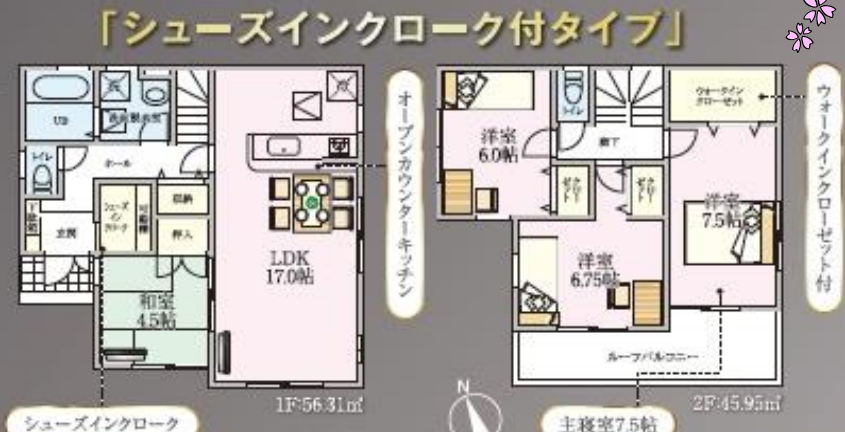 「シューズインクローク付タイプ」
UB
洗面脱衣室
トイレ
ホール
下駄箱
玄関
シューズ
イン
クローク
可動棚
収納
押入
和室
4.5帖
LDK
17.0帖
オープンカウンターキッチン
シューズインクローク
1F:56.31㎡
洋室
6.0帖
トイレ
廊下
ウォークイン
クローゼット
洋室
7.5帖
洋室
6.75帖
ルーフバルコニー
ウォークインクローゼット付
N
主寝室7.5帖
2F:45.95㎡